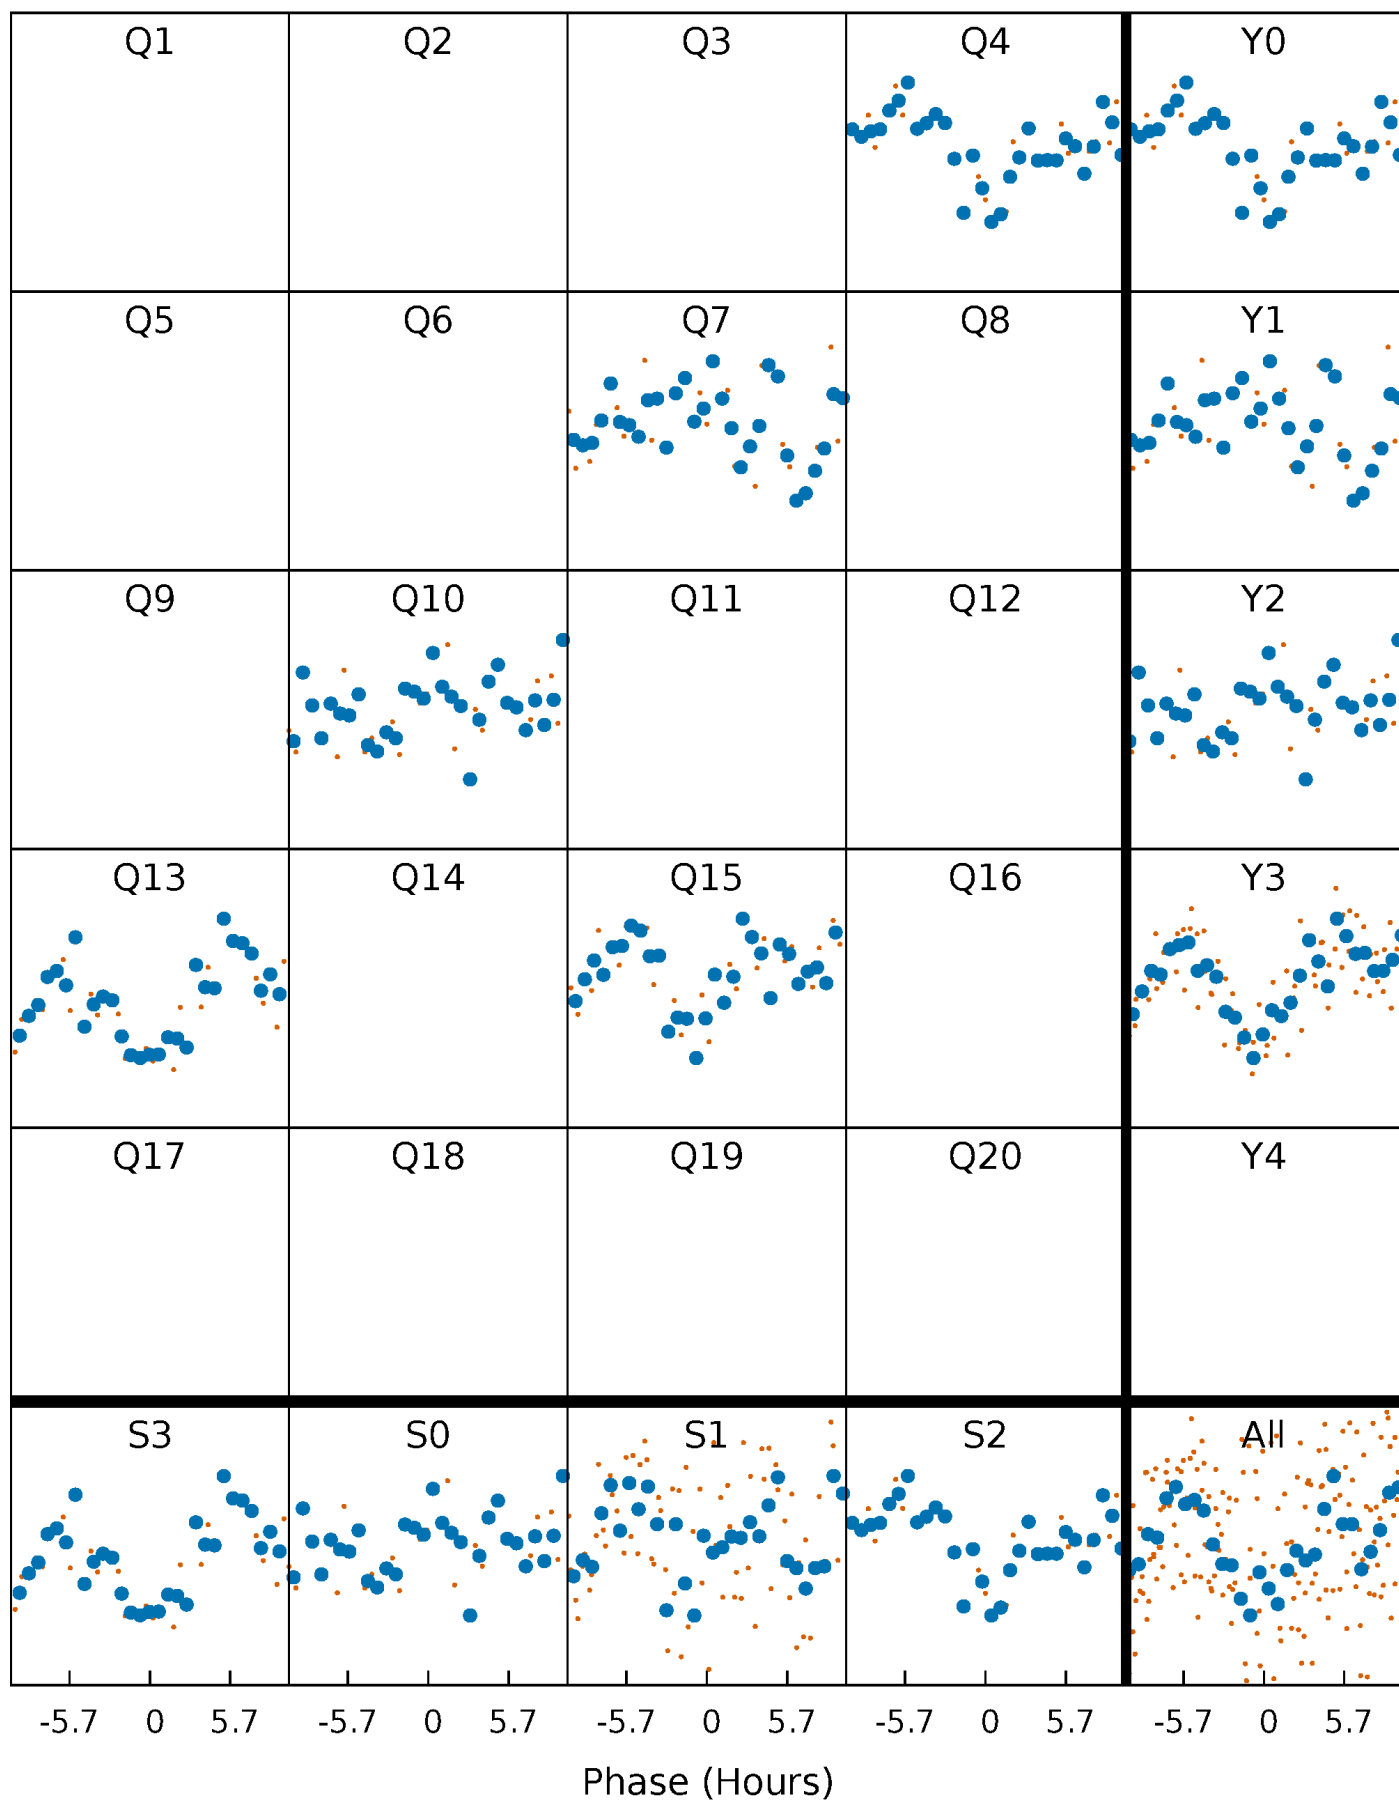 Q1 Q2 Q3 Q4 Y0
Q5 Q6 Q7 Q8 Y1
Q9 Q10 Q11 Q12 Y2
Q13 Q14 Q15 Q16 Y3
Q17 Q18 Q19 Q20 Y4
S3 S0 S1 S2 All
-5.7 0 5.7 -5.7 0 5.7 -5.7 0 5.7 -5.7 0 5.7 -5.7 0 5.7
Phase (Hours)